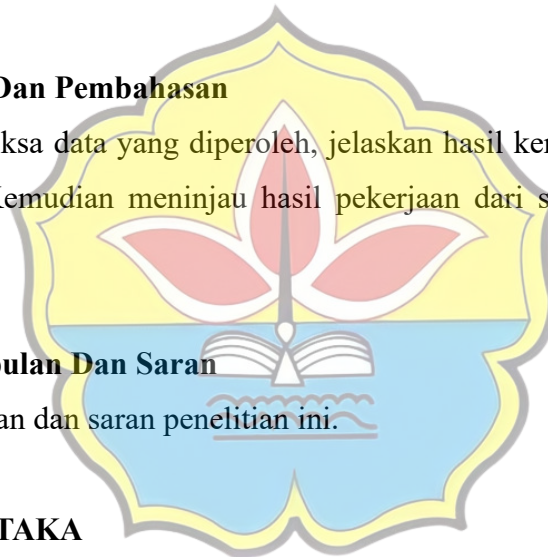 Dan Pembahasan
ksa data yang diperoleh, jelaskan hasil ker
Kemudian meninjau hasil pekerjaan dari s
ulan Dan Saran
an dan saran penelitian ini.
TAKA